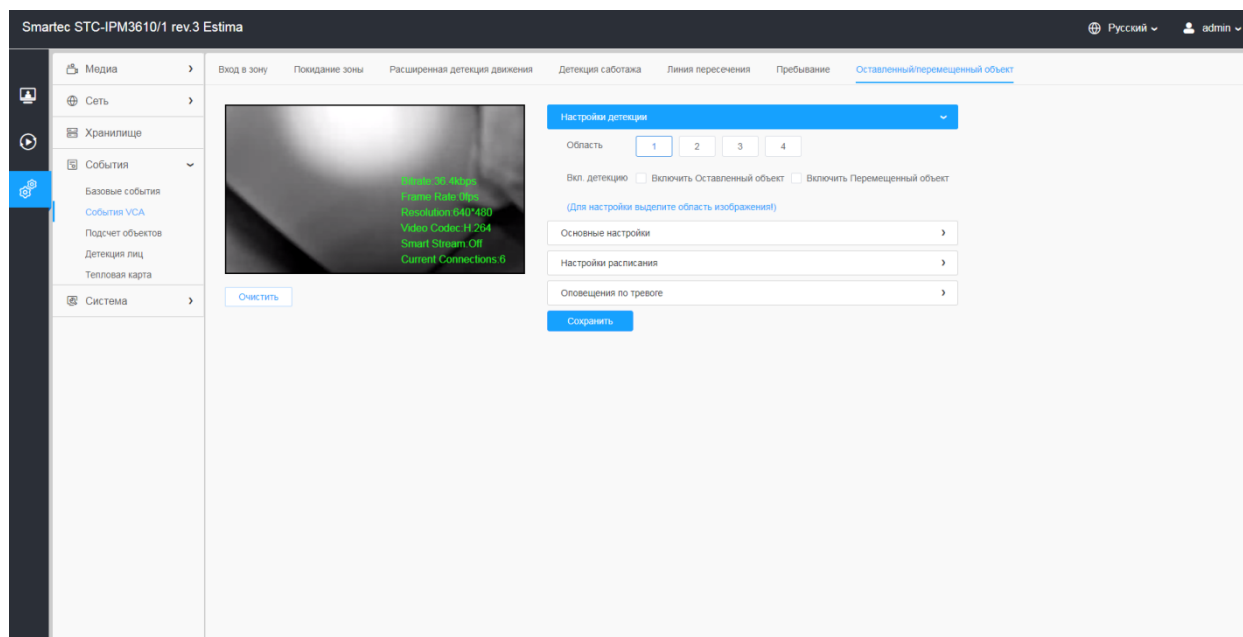 Smartec STC-IPM3610/1 rev.3 Estima
Русский
admin
Медиа
Сеть
Хранилище
События
Базовые события
События VCA
Подсчет объектов
Детекция лиц
Тепловая карта
Система
Вход в зону
Покидание зоны
Расширенная детекция движения
Детекция саботажа
Линия пересечения
Пребывание
Оставленный/перемещенный объект
Bitrate:36.4kbps
Frame Rate:0fps
Resolution:640*480
Video Codec:H.264
Smart Stream:Off
Current Connections:6
Очистить
Настройки детекции
Область 1 2 3 4
Вкл. детекцию Включить Оставленный объект Включить Перемещенный объект
(Для настройки выделите область изображения!)
Основные настройки
Настройки расписания
Оповещения по тревоге
Сохранить